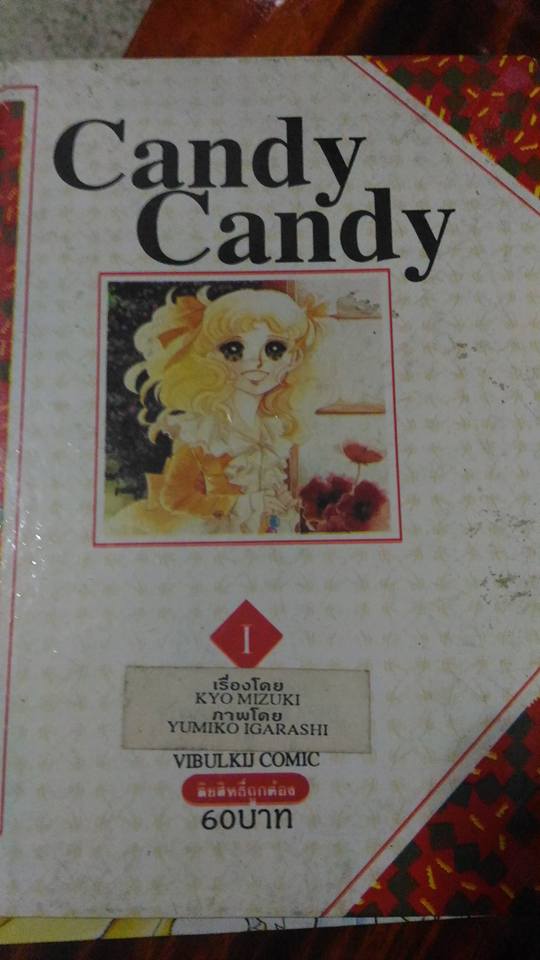 Candy
Candy
I
เรื่องโดย
KYO MIZUKI
ภาพโดย
YUMIKO IGARASHI
VIBULKIJ COMIC
ลิขสิทธิ์ถูกต้อง
60บาท